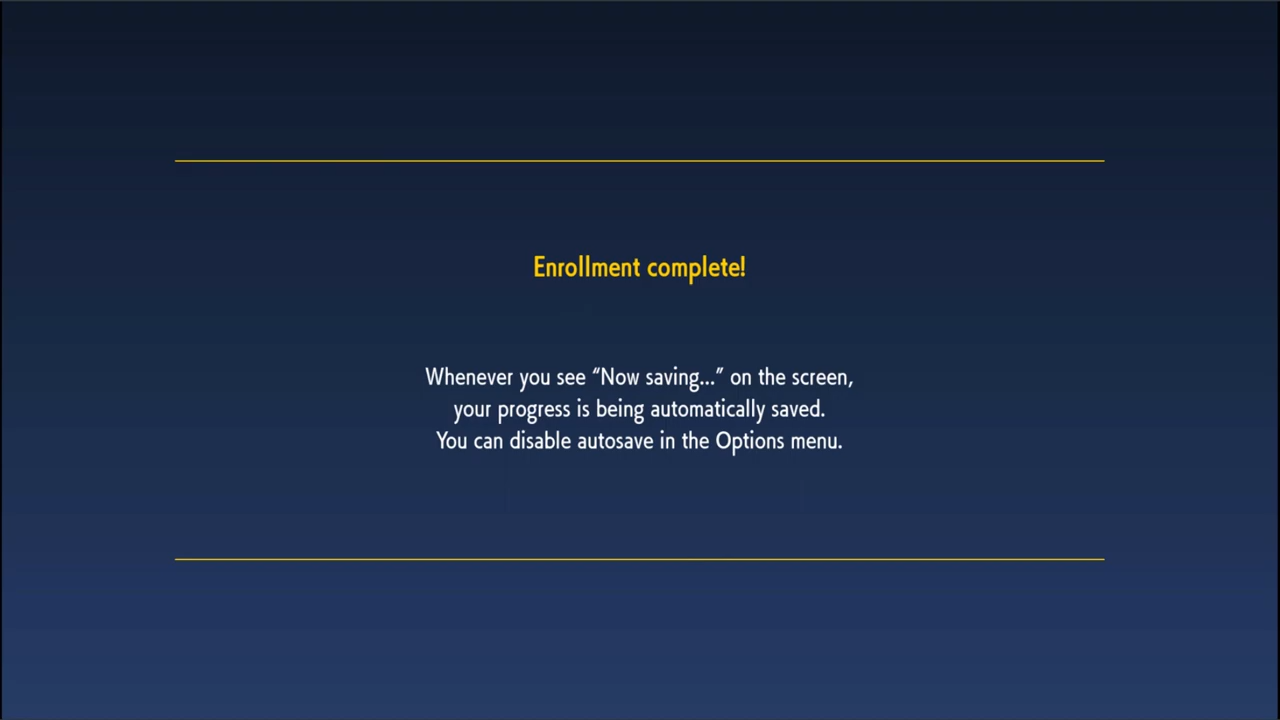 Enrollment complete!
Whenever you see “Now saving...” on the screen,
your progress is being automatically saved.
You can disable autosave in the Options menu.